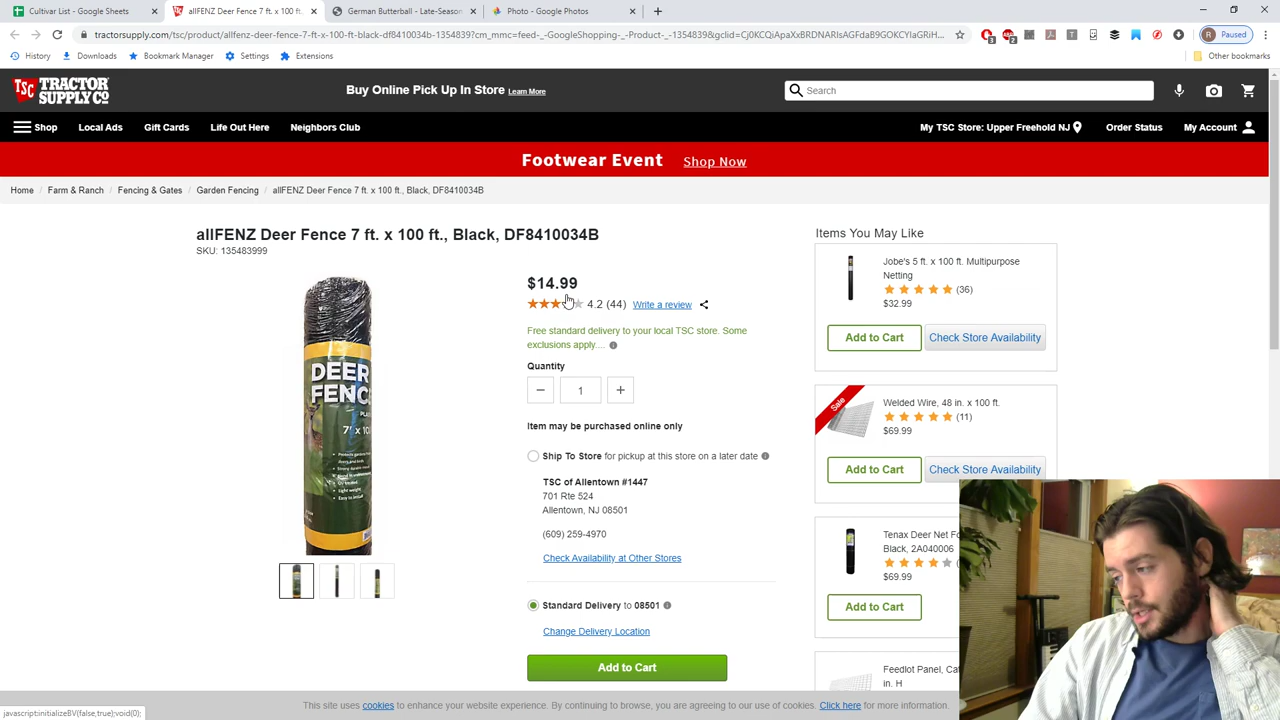 Cultivar List - Google Sheets
allFENZ Deer Fence 7 ft. x 100 ft.
German Butterball - Late-Season
Photo - Google Photos
tractorsupply.com/tsc/product/allfenz-deer-fence-7-ft-x-100-ft-black-df8410034b-1354839?cm_mmc=feed_-_GoogleShopping_-_Product_-_1354839&gclid=
Paused
History
Downloads
Bookmark Manager
Settings
Extensions
Other bookmarks
TSC TRACTOR SUPPLY CO
Buy Online Pick Up In Store Learn More
Search
Shop
Local Ads
Gift Cards
Life Out Here
Neighbors Club
My TSC Store: Upper Freehold NJ
Order Status
My Account
Footwear Event Shop Now
Home / Farm & Ranch / Fencing & Gates / Garden Fencing / allFENZ Deer Fence 7 ft. x 100 ft., Black, DF8410034B
allFENZ Deer Fence 7 ft. x 100 ft., Black, DF8410034B
SKU: 135483999
DEER
FENC
$14.99
4.2 (44) Write a review
Free standard delivery to your local TSC store. Some
exclusions apply....
Quantity
− 1 +
Item may be purchased online only
Ship To Store for pickup at this store on a later date
TSC of Allentown #1447
701 Rte 524
Allentown, NJ 08501
(609) 259-4970
Check Availability at Other Stores
Standard Delivery to 08501
Change Delivery Location
Add to Cart
Items You May Like
Jobe's 5 ft. x 100 ft. Multipurpose
Netting
(36)
$32.99
Add to Cart
Check Store Availability
Sale
Welded Wire, 48 in. x 100 ft.
(11)
$69.99
Add to Cart
Check Store Availability
Tenax Deer Net
Black, 2A040006
$69.99
Add to Cart
Feedlot Panel,
in. H
This site uses cookies to enhance your website experience. By continuing to browse, you are agreeing to our use of cookies. Click here for more information.
javascript:initializeBV(false,true);void(0);